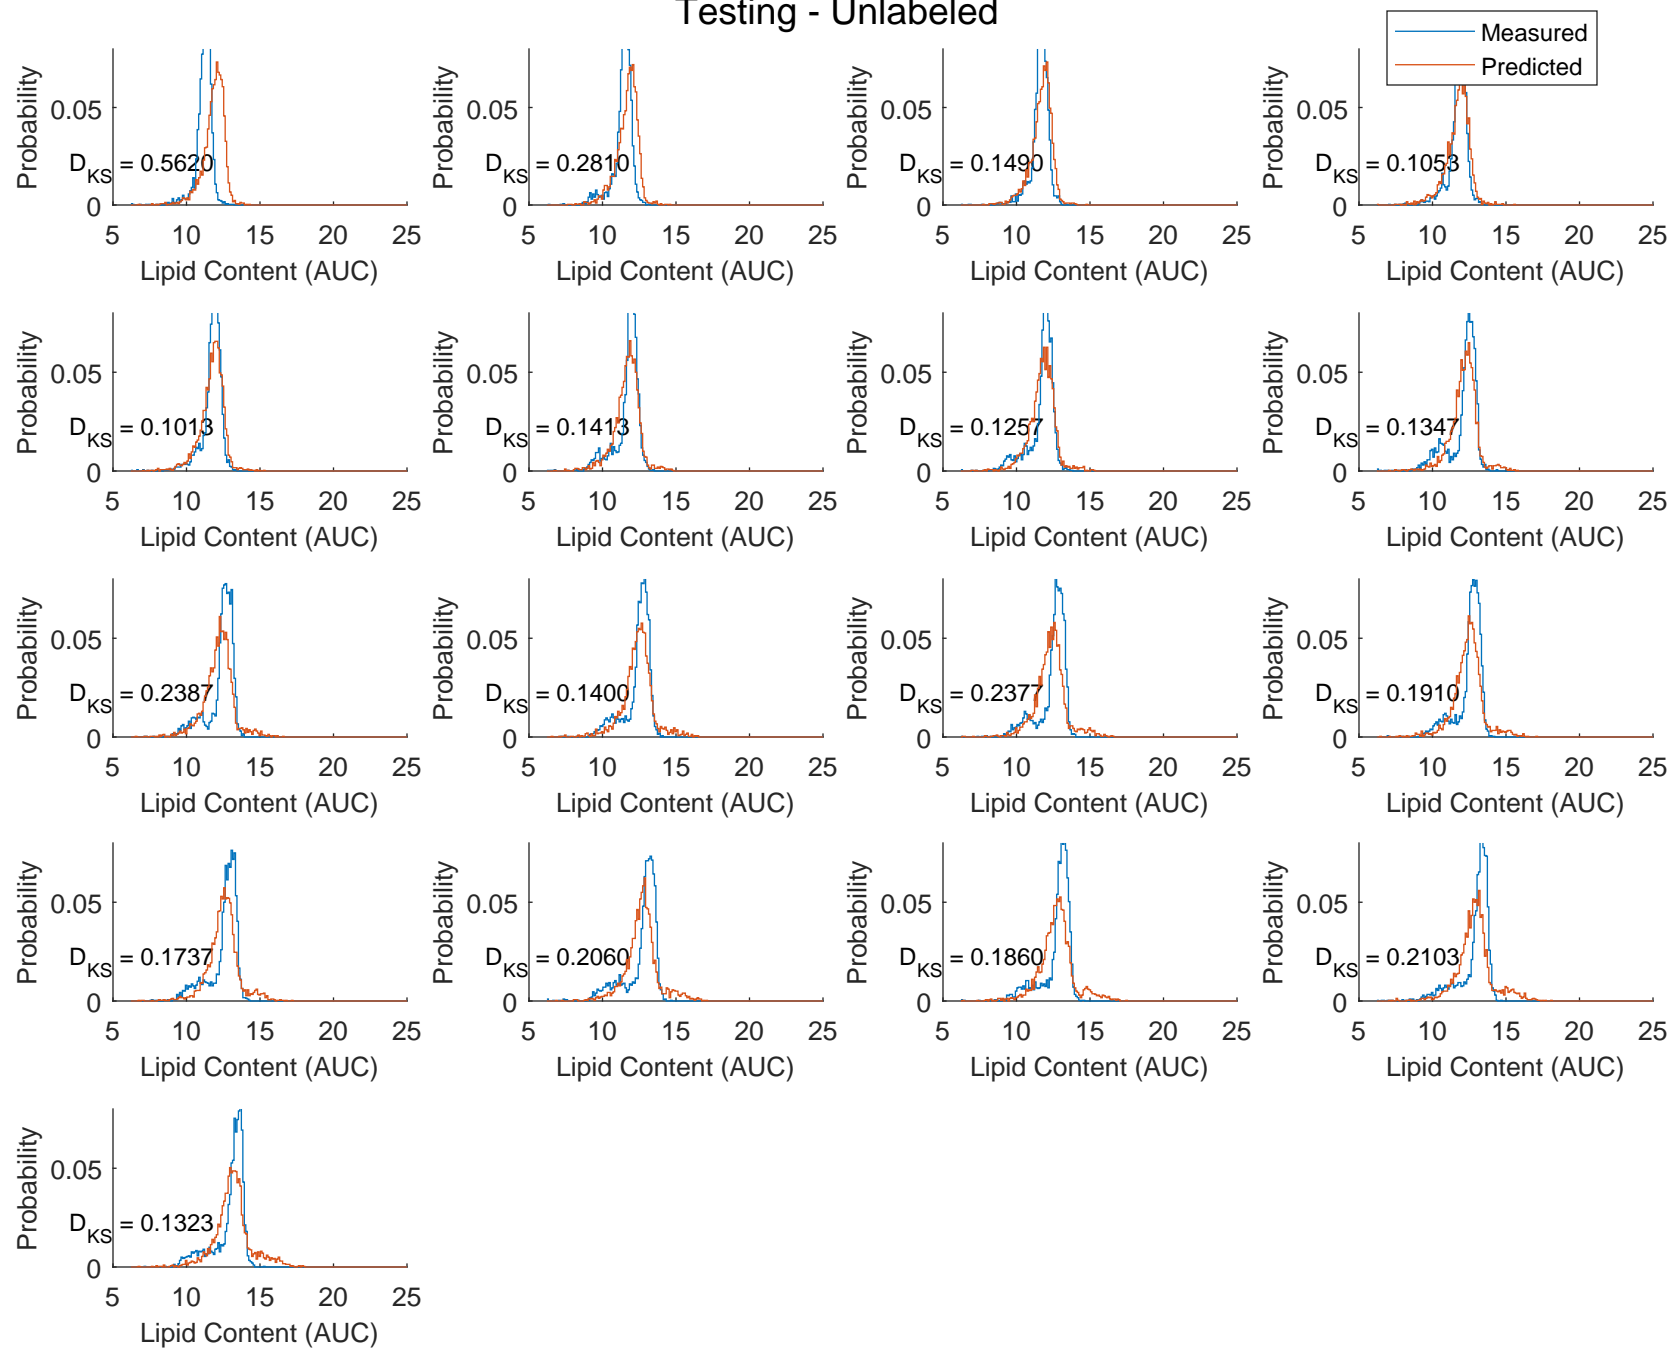 Testing - Unlabeled
Measured
Predicted
Probability
0.05
0
D_KS = 0.5620
5 10 15 20 25
Lipid Content (AUC)
Probability
0.05
0
D_KS = 0.2810
5 10 15 20 25
Lipid Content (AUC)
Probability
0.05
0
D_KS = 0.1490
5 10 15 20 25
Lipid Content (AUC)
Probability
0.05
0
D_KS = 0.1053
5 10 15 20 25
Lipid Content (AUC)
Probability
0.05
0
D_KS = 0.1013
5 10 15 20 25
Lipid Content (AUC)
Probability
0.05
0
D_KS = 0.1413
5 10 15 20 25
Lipid Content (AUC)
Probability
0.05
0
D_KS = 0.1257
5 10 15 20 25
Lipid Content (AUC)
Probability
0.05
0
D_KS = 0.1347
5 10 15 20 25
Lipid Content (AUC)
Probability
0.05
0
D_KS = 0.2387
5 10 15 20 25
Lipid Content (AUC)
Probability
0.05
0
D_KS = 0.1400
5 10 15 20 25
Lipid Content (AUC)
Probability
0.05
0
D_KS = 0.2377
5 10 15 20 25
Lipid Content (AUC)
Probability
0.05
0
D_KS = 0.1910
5 10 15 20 25
Lipid Content (AUC)
Probability
0.05
0
D_KS = 0.1737
5 10 15 20 25
Lipid Content (AUC)
Probability
0.05
0
D_KS = 0.2060
5 10 15 20 25
Lipid Content (AUC)
Probability
0.05
0
D_KS = 0.1860
5 10 15 20 25
Lipid Content (AUC)
Probability
0.05
0
D_KS = 0.2103
5 10 15 20 25
Lipid Content (AUC)
Probability
0.05
0
D_KS = 0.1323
5 10 15 20 25
Lipid Content (AUC)